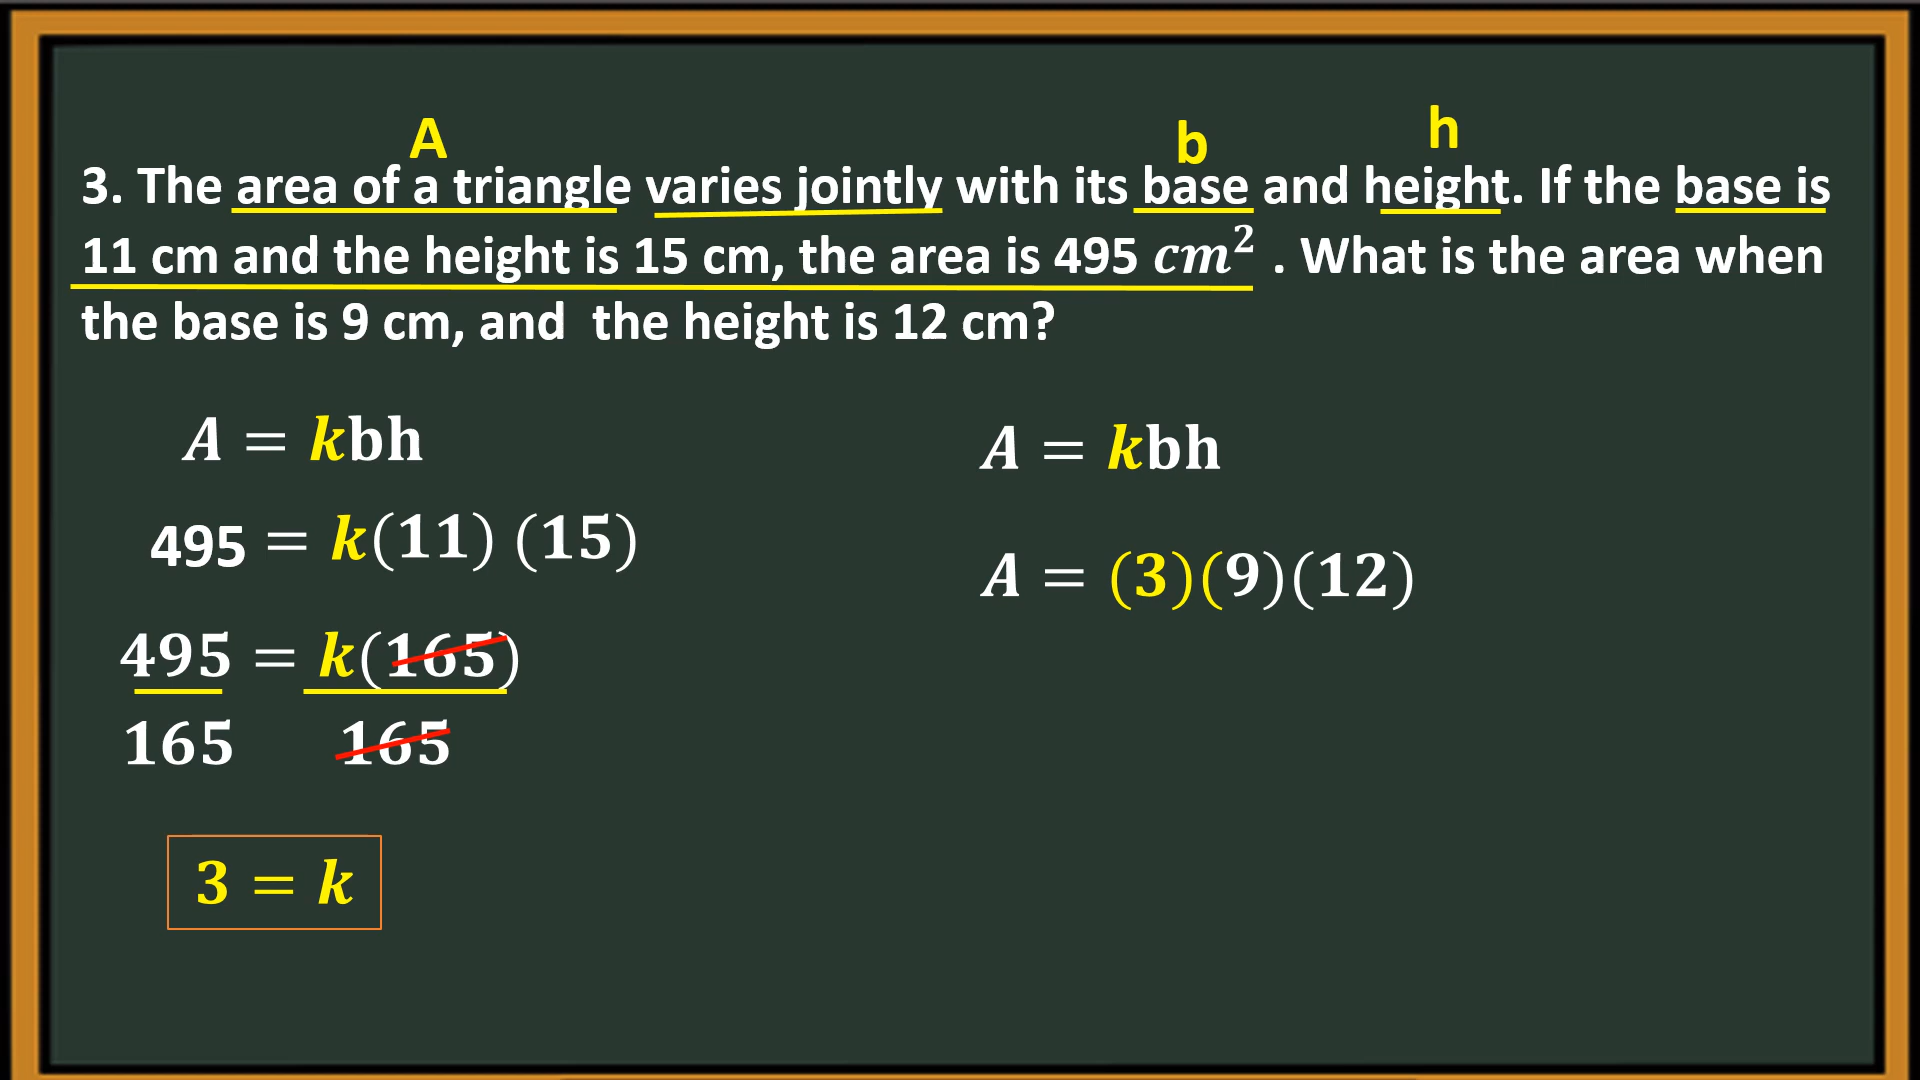 A b h
3. The area of a triangle varies jointly with its base and height. If the base is
11 cm and the height is 15 cm, the area is 495 cm² . What is the area when
the base is 9 cm, and the height is 12 cm?
A = kbh
495 = k(11) (15)
495 = k(165)
165 165
3 = k
A = kbh
A = (3)(9)(12)